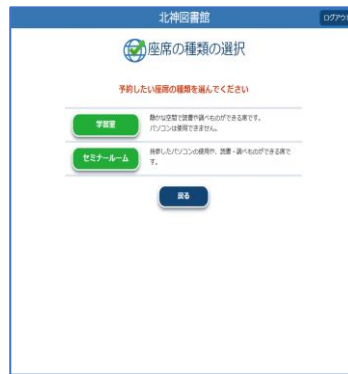 北神図書館
ログアウト
座席の種類の選択
予約したい座席の種類を選んでください
学習室
静かな空間で読書や調べものができる席です。
パソコンは使用できません。
セミナールーム
持参したパソコンの使用や、読書・調べものができる席で
す。
戻る